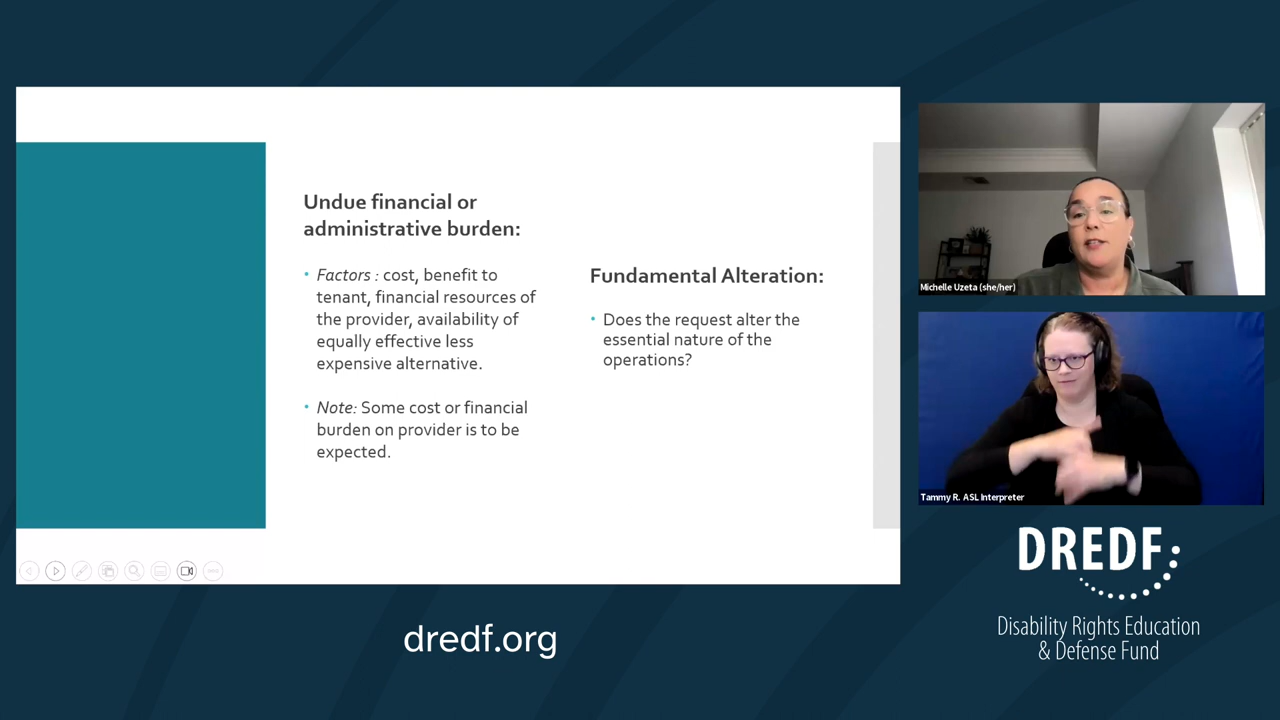 Undue financial or
administrative burden:
• Factors : cost, benefit to
tenant, financial resources of
the provider, availability of
equally effective less
expensive alternative.
• Note: Some cost or financial
burden on provider is to be
expected.
Fundamental Alteration:
• Does the request alter the
essential nature of the
operations?
Michelle Uzeta (she/her)
Tammy R. ASL Interpreter
DREDF
Disability Rights Education
& Defense Fund
dredf.org